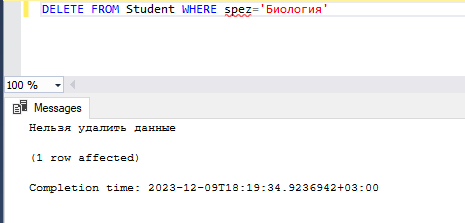 DELETE FROM Student WHERE spez='Биология'
100 %
Messages
Нельзя удалить данные
(1 row affected)
Completion time: 2023-12-09T18:19:34.9236942+03:00